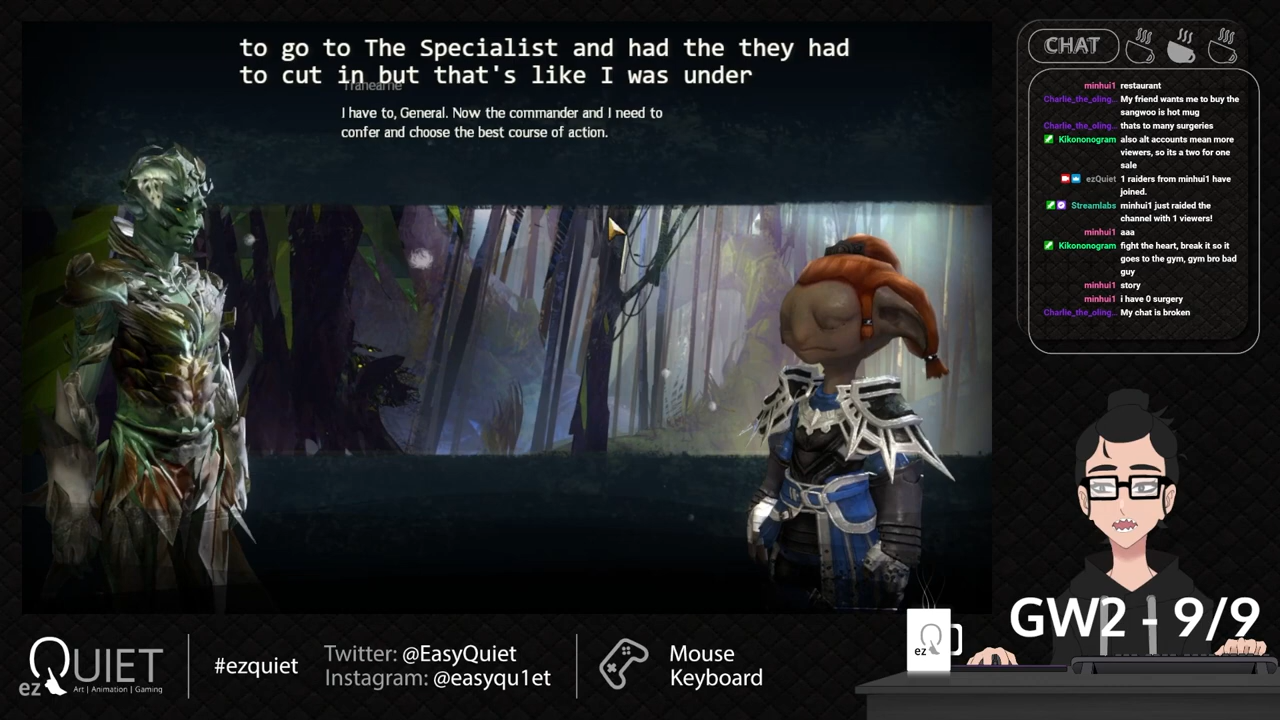 to go to The Specialist and had the they had
to cut in but that's like I was under
Trahearne
I have to, General. Now the commander and I need to
confer and choose the best course of action.
CHAT
minhui1 restaurant
Charlie_the_oling... My friend wants me to buy the
sangwoo is hot mug
Charlie_the_oling... thats to many surgeries
Kikononogram also alt accounts mean more
viewers, so its a two for one
sale
ezQuiet 1 raiders from minhui1 have
joined.
Streamlabs minhui1 just raided the
channel with 1 viewers!
minhui1 aaa
Kikononogram fight the heart, break it so it
goes to the gym, gym bro bad
guy
minhui1 story
minhui1 i have 0 surgery
Charlie_the_oling... My chat is broken
GW2 - 9/9
ez QUIET
Art | Animation | Gaming
#ezquiet
Twitter: @EasyQuiet
Instagram: @easyqu1et
Mouse
Keyboard
Q
ez